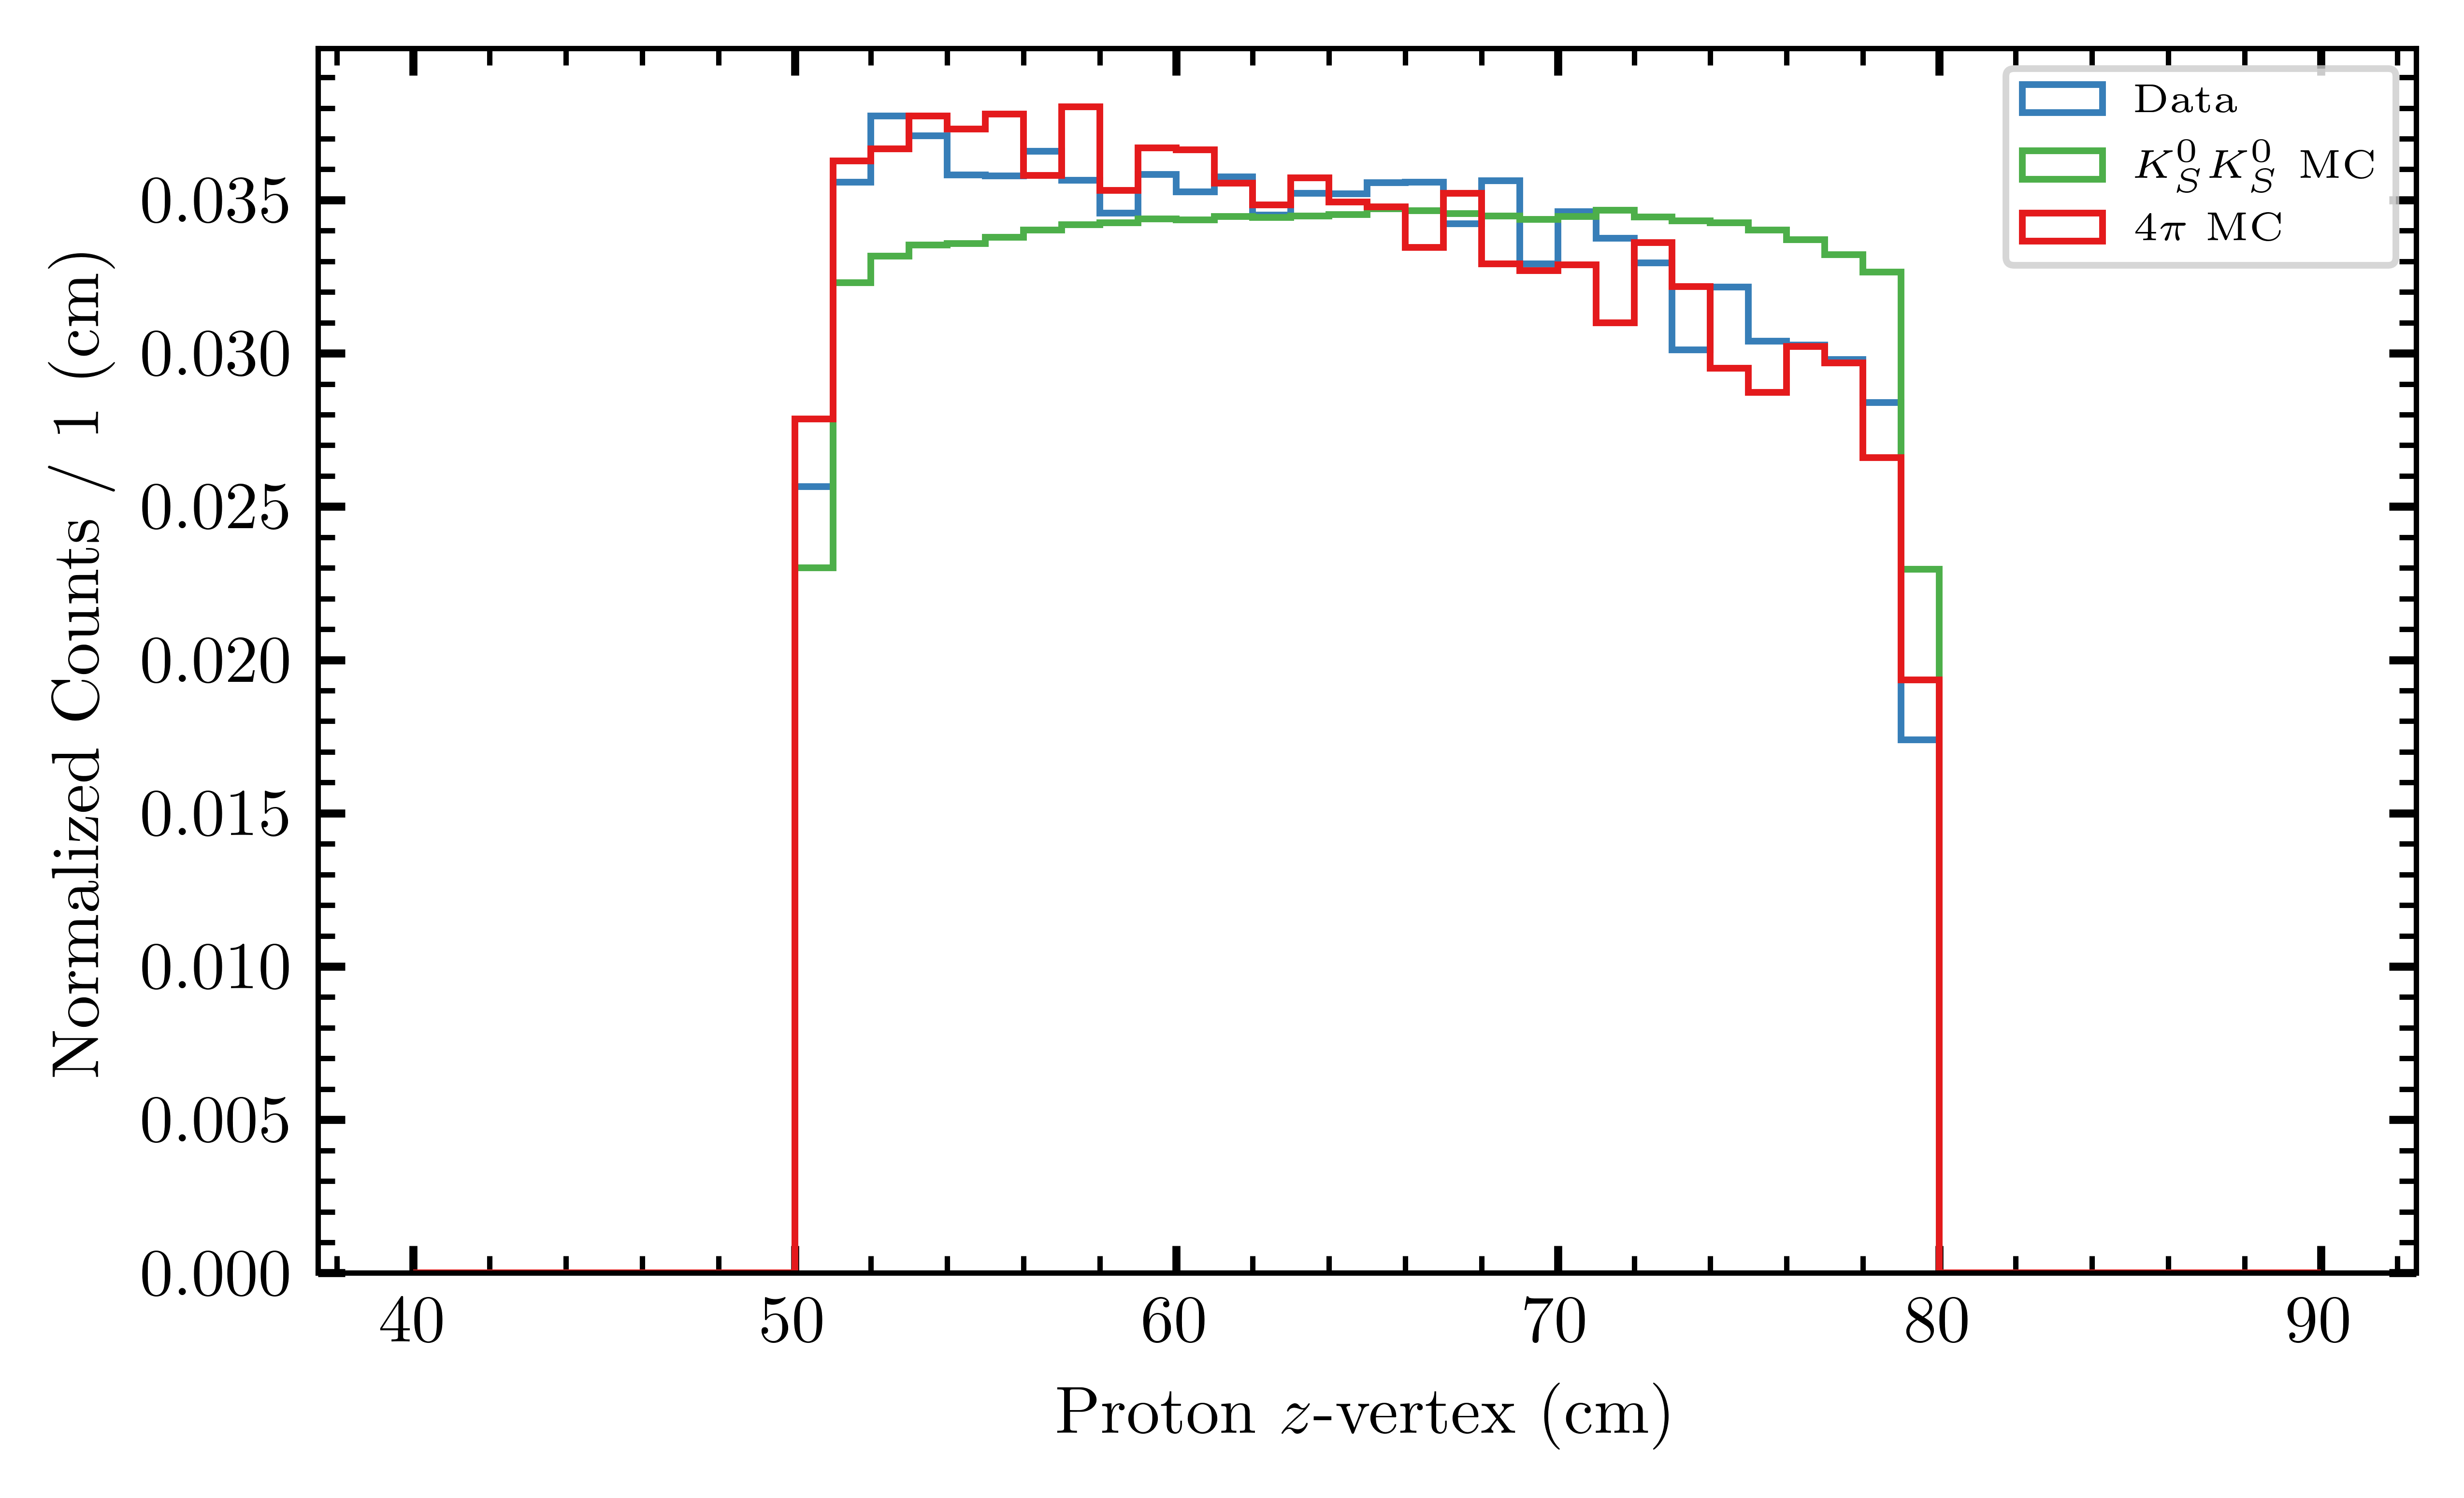 Data
$K_S^0 K_S^0$ MC
4π MC
Normalized Counts / 1 (cm)
0.035
0.030
0.025
0.020
0.015
0.010
0.005
0.000
40 50 60 70 80 90
Proton z-vertex (cm)